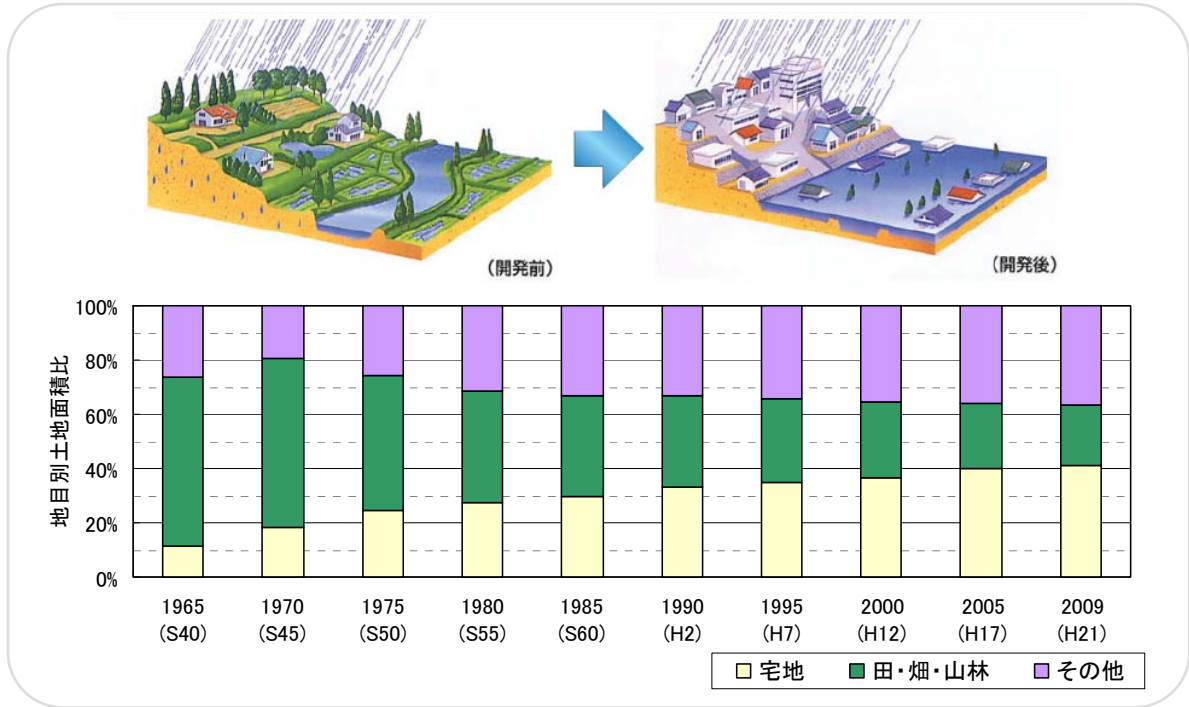 (開発前)
(開発後)
地目別土地面積比
100%
80%
60%
40%
20%
0%
1965 1970 1975 1980 1985 1990 1995 2000 2005 2009
(S40) (S45) (S50) (S55) (S60) (H2) (H7) (H12) (H17) (H21)
宅地 田・畑・山林 その他